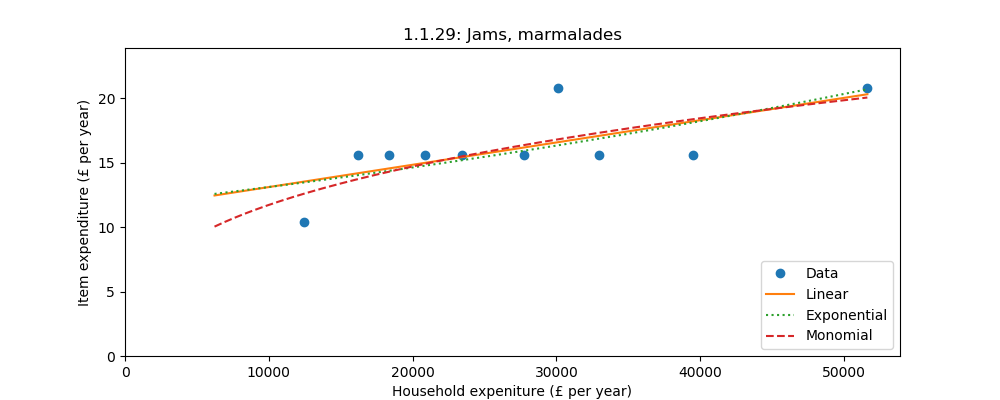 1.1.29: Jams, marmalades
Item expenditure (£ per year)
20
15
10
5
0
0 10000 20000 30000 40000 50000
Household expeniture (£ per year)
Data
Linear
Exponential
Monomial